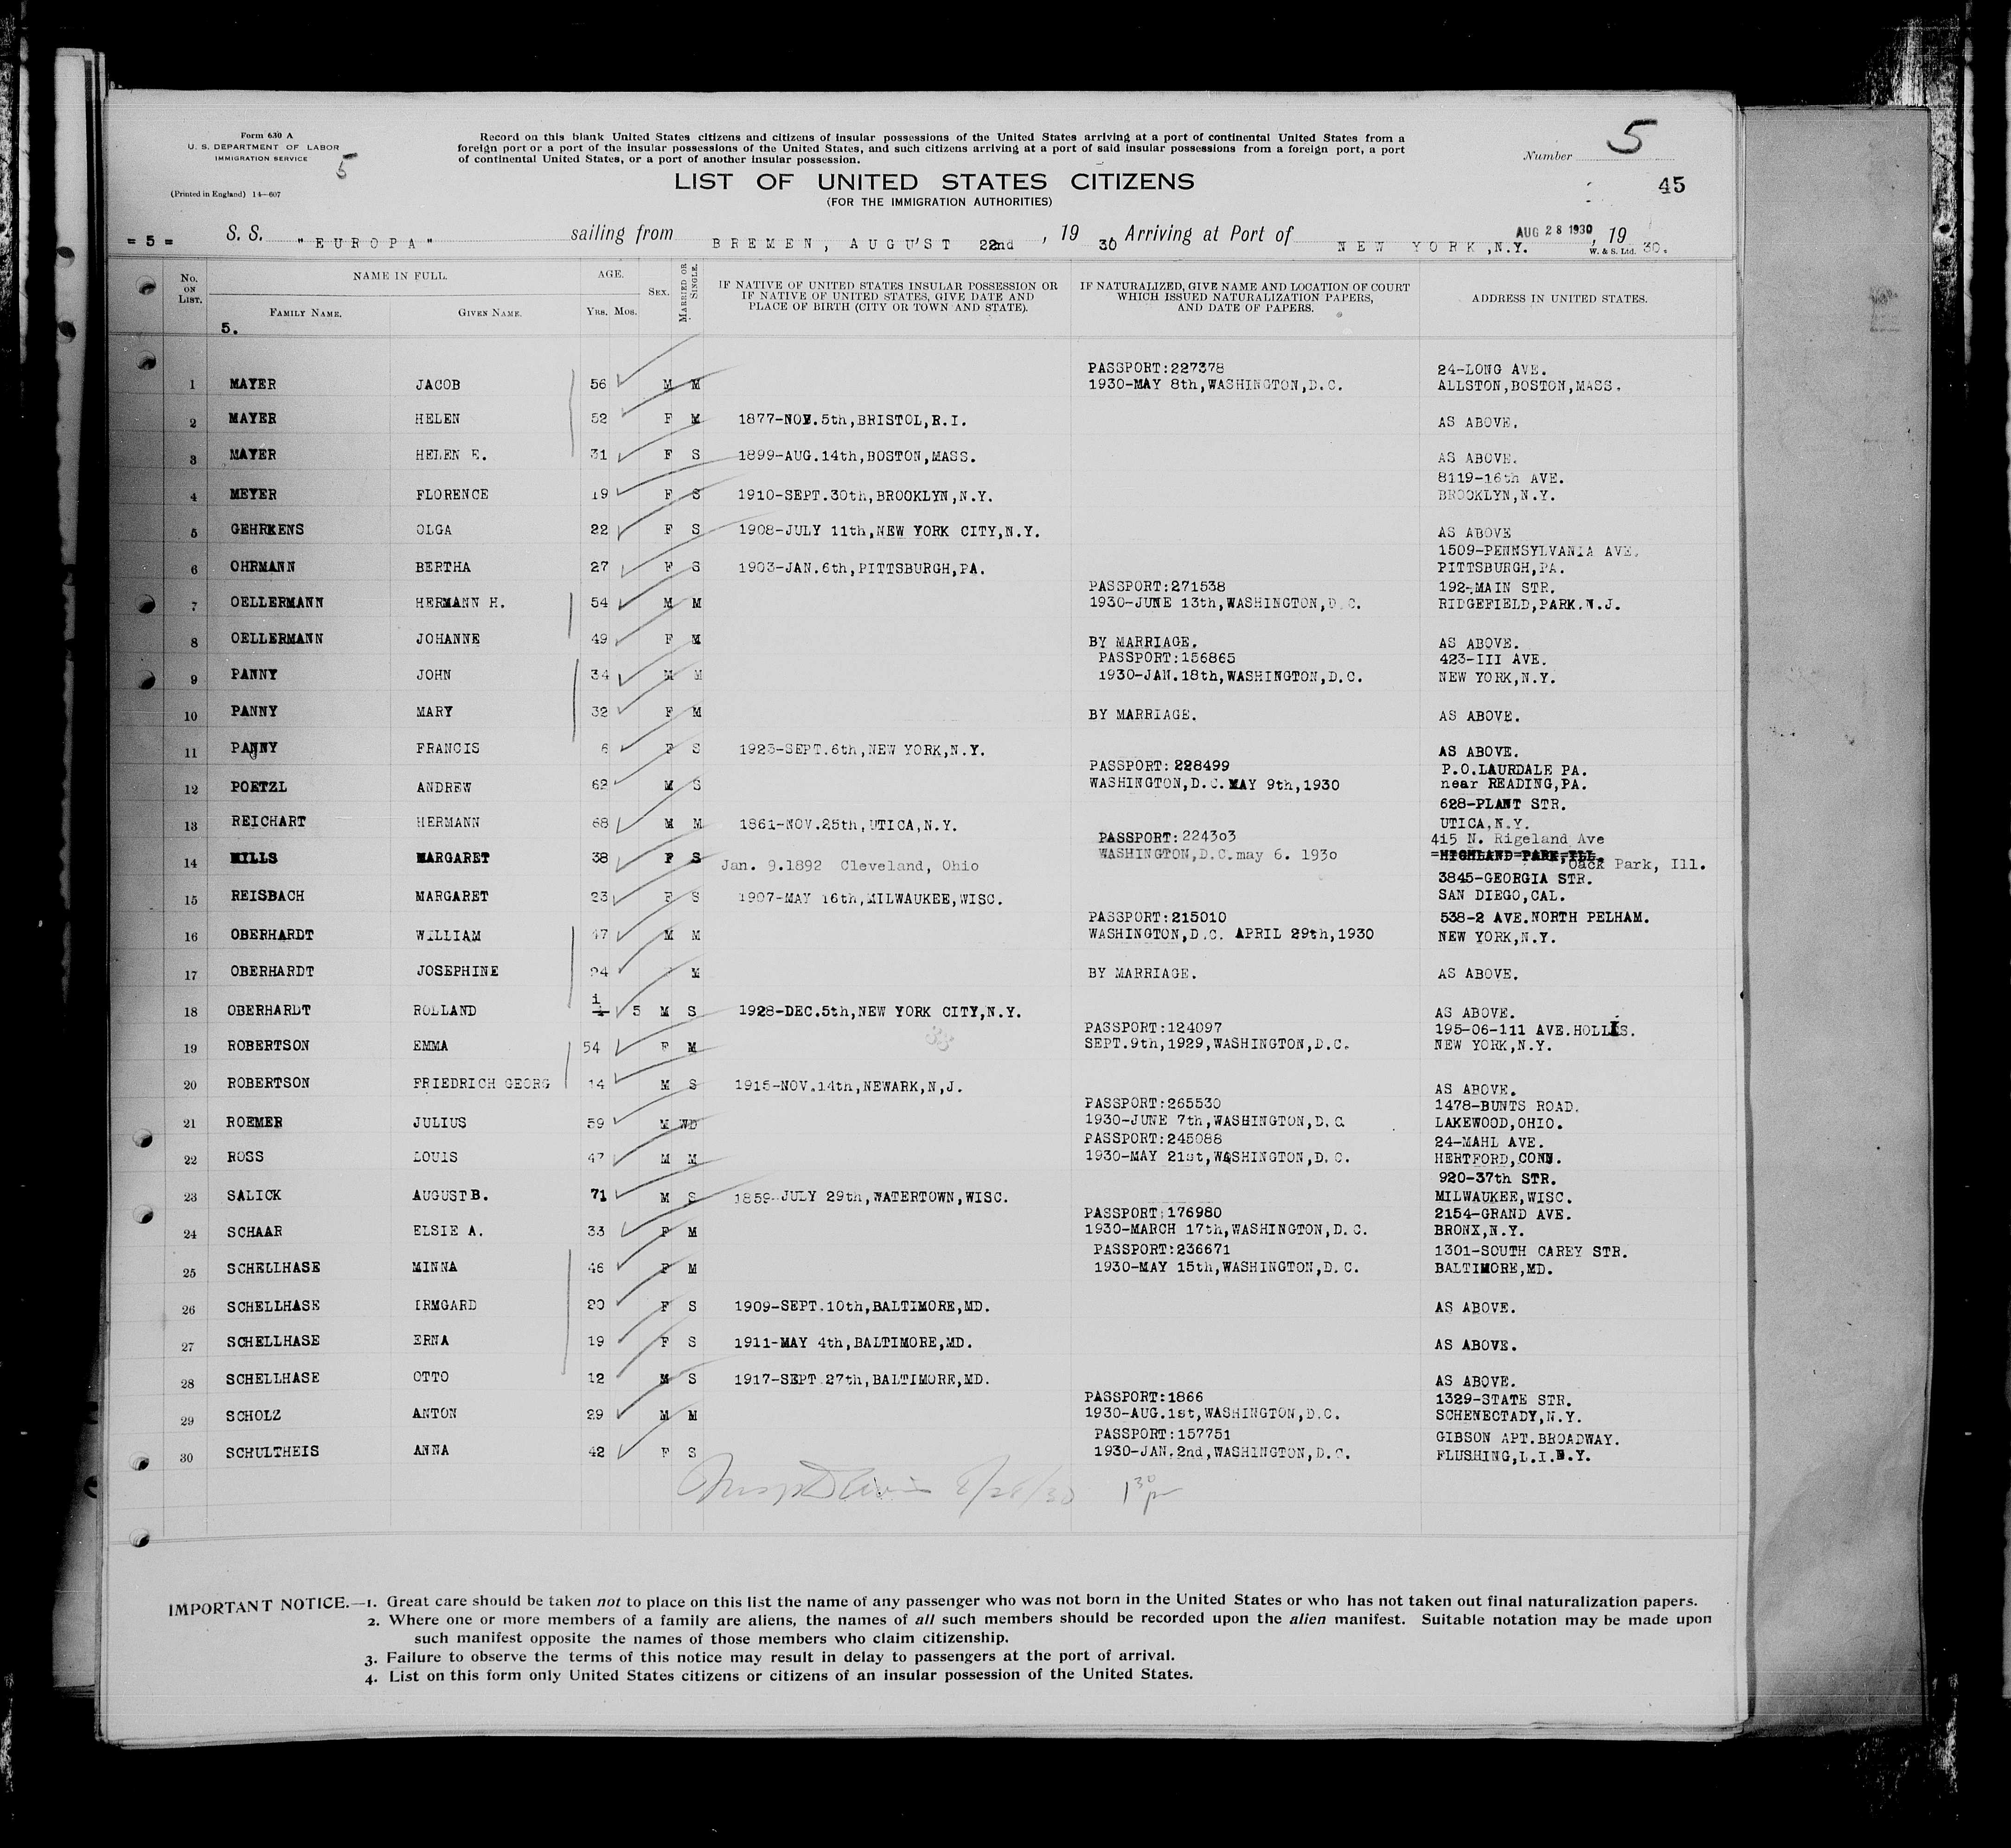 Form 630 A
U. S. DEPARTMENT OF LABOR
IMMIGRATION SERVICE
5
(Printed in England) 14—607
Record on this blank United States citizens and citizens of insular possessions of the United States arriving at a port of continental United States from a
foreign port or a port of the insular possessions of the United States, and such citizens arriving at a port of said insular possessions from a foreign port, a port
of continental United States, or a port of another insular possession.
Number 5
LIST OF UNITED STATES CITIZENS
(FOR THE IMMIGRATION AUTHORITIES)
45
= 5 = S. S. "EUROPA" sailing from BREMEN, AUGUST 22nd, 1930 Arriving at Port of NEW YORK,N.Y. AUG 28 1930, 1930.
W. & S. Ltd.
No. ON LIST. NAME IN FULL. AGE. SEX. MARRIED OR SINGLE. IF NATIVE OF UNITED STATES INSULAR POSSESSION OR IF NATIVE OF UNITED STATES, GIVE DATE AND PLACE OF BIRTH (CITY OR TOWN AND STATE). IF NATURALIZED, GIVE NAME AND LOCATION OF COURT WHICH ISSUED NATURALIZATION PAPERS, AND DATE OF PAPERS. ADDRESS IN UNITED STATES.
FAMILY NAME. GIVEN NAME. YRS. MOS.
5.
PASSPORT:227378 24-LONG AVE.
1 MAYER JACOB 56 M M 1930-MAY 8th,WASHINGTON,D.C. ALLSTON,BOSTON,MASS.
2 MAYER HELEN 52 F M 1877-NOV.5th,BRISTOL,R.I. AS ABOVE.
3 MAYER HELEN E. 31 F S 1899-AUG.14th,BOSTON,MASS. AS ABOVE.
8119-16th AVE.
4 MEYER FLORENCE 19 F S 1910-SEPT.30th,BROOKLYN,N.Y. BROOKLYN,N.Y.
5 GEHRKENS OLGA 22 F S 1908-JULY 11th,NEW YORK CITY,N.Y. AS ABOVE
1509-PENNSYLVANIA AVE.
6 OHRMANN BERTHA 27 F S 1903-JAN.6th,PITTSBURGH,PA. PITTSBURGH,PA.
PASSPORT:271538 192-MAIN STR.
7 OELLERMANN HERMANN H. 54 M M 1930-JUNE 13th,WASHINGTON,D.C. RIDGEFIELD,PARK.N.J.
8 OELLERMANN JOHANNE 49 F M BY MARRIAGE. AS ABOVE.
PASSPORT:156865 423-III AVE.
9 PANNY JOHN 34 M M 1930-JAN.18th,WASHINGTON,D.C. NEW YORK,N.Y.
10 PANNY MARY 32 F M BY MARRIAGE. AS ABOVE.
11 PANNY FRANCIS 6 F S 1923-SEPT.6th,NEW YORK,N.Y. AS ABOVE.
PASSPORT: 228499 P.O.LAURDALE PA.
12 POETZL ANDREW 62 M S WASHINGTON,D.C.MAY 9th,1930 near READING,PA.
628-PLANT STR.
13 REICHART HERMANN 68 M M 1861-NOV.25th,UTICA,N.Y. UTICA,N.Y.
PASSPORT: 224303 415 N. Rigeland Ave
14 MILLS MARGARET 38 F S Jan. 9.1892 Cleveland, Ohio WASHINGTON,D.C.may 6. 1930 =HIGHLAND=PARK,ILL. Oack Park, Ill.
3845-GEORGIA STR.
15 REISBACH MARGARET 23 F S 1907-MAY 16th,MILWAUKEE,WISC. SAN DIEGO,CAL.
PASSPORT:215010 538-2 AVE.NORTH PELHAM.
16 OBERHARDT WILLIAM 47 M M WASHINGTON,D.C. APRIL 29th,1930 NEW YORK,N.Y.
17 OBERHARDT JOSEPHINE 24 M BY MARRIAGE. AS ABOVE.
18 OBERHARDT ROLLAND 1 5 M S 1928-DEC.5th,NEW YORK CITY,N.Y. AS ABOVE.
PASSPORT:124097 195-06-111 AVE.HOLLIS.
19 ROBERTSON EMMA 54 F M SEPT.9th,1929,WASHINGTON,D.C. NEW YORK,N.Y.
20 ROBERTSON FRIEDRICH GEORG 14 M S 1915-NOV.14th,NEWARK,N,J. AS ABOVE.
PASSPORT:265530 1478-BUNTS ROAD.
21 ROEMER JULIUS 59 M WD 1930-JUNE 7th,WASHINGTON,D.C. LAKEWOOD,OHIO.
PASSPORT:245088 24-MAHL AVE.
22 ROSS LOUIS 47 M M 1930-MAY 21st,WASHINGTON,D.C. HERTFORD,CONN.
920-37th STR.
23 SALICK AUGUST B. 71 M S 1859-JULY 29th,WATERTOWN,WISC. MILWAUKEE,WISC.
PASSPORT:176980 2154-GRAND AVE.
24 SCHAAR ELSIE A. 33 F M 1930-MARCH 17th,WASHINGTON,D.C. BRONX,N.Y.
PASSPORT:236671 1301-SOUTH CAREY STR.
25 SCHELLHASE MINNA 46 F M 1930-MAY 15th,WASHINGTON,D.C. BALTIMORE,MD.
26 SCHELLHASE IRMGARD 20 F S 1909-SEPT.10th,BALTIMORE,MD. AS ABOVE.
27 SCHELLHASE ERNA 19 F S 1911-MAY 4th,BALTIMORE,MD. AS ABOVE.
28 SCHELLHASE OTTO 12 M S 1917-SEPT.27th,BALTIMORE,MD. AS ABOVE.
PASSPORT:1866 1329-STATE STR.
29 SCHOLZ ANTON 29 M M 1930-AUG.1st,WASHINGTON,D.C. SCHENECTADY,N.Y.
PASSPORT:157751 GIBSON APT.BROADWAY.
30 SCHULTHEIS ANNA 42 F S 1930-JAN.2nd,WASHINGTON,D.C. FLUSHING,L.I.N.Y.
8/28/30 1 30 p
IMPORTANT NOTICE.—1. Great care should be taken not to place on this list the name of any passenger who was not born in the United States or who has not taken out final naturalization papers.
2. Where one or more members of a family are aliens, the names of all such members should be recorded upon the alien manifest. Suitable notation may be made upon
such manifest opposite the names of those members who claim citizenship.
3. Failure to observe the terms of this notice may result in delay to passengers at the port of arrival.
4. List on this form only United States citizens or citizens of an insular possession of the United States.